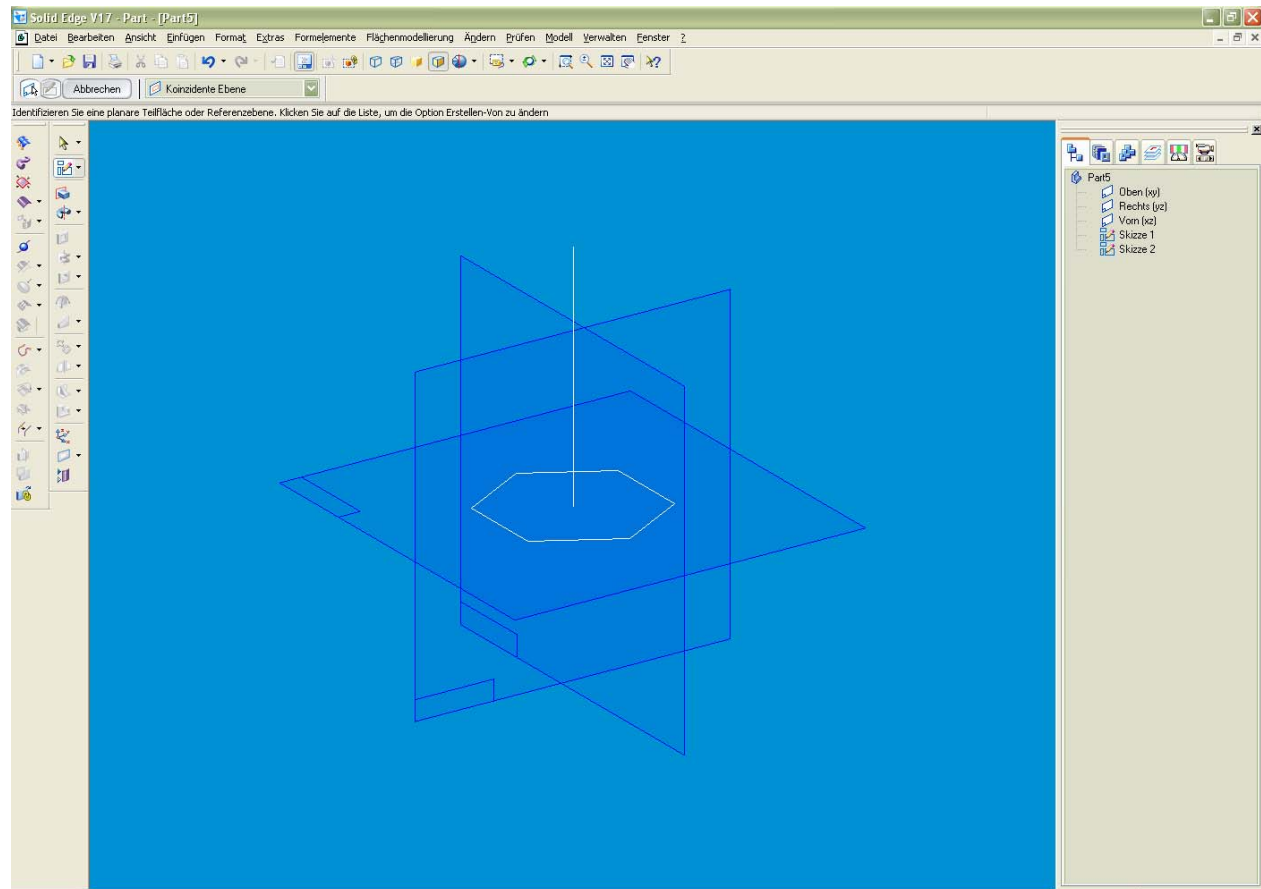 Solid Edge V17 - Part - [Part5]
Datei Bearbeiten Ansicht Einfügen Format Extras Formelemente Flächenmodellierung Ändern Prüfen Modell Verwalten Fenster ?
Abbrechen Koinzidente Ebene
Identifizieren Sie eine planare Teilfläche oder Referenzebene. Klicken Sie auf die Liste, um die Option Erstellen-Von zu ändern
Part5
Oben (xy)
Rechts (yz)
Vorn (xz)
Skizze 1
Skizze 2